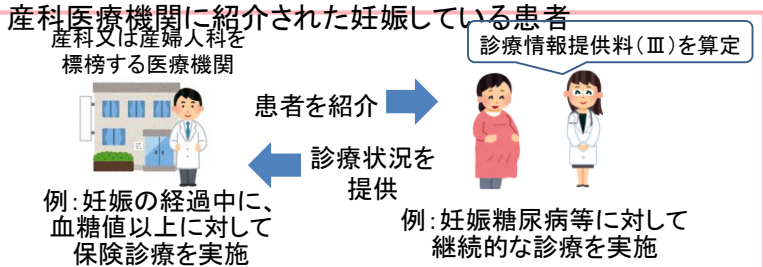 産科医療機関に紹介された妊娠している患者
産科又は産婦人科を
標榜する医療機関
診療情報提供料(Ⅲ)を算定
患者を紹介
診療状況を
提供
例:妊娠の経過中に、
血糖値以上に対して
保険診療を実施
例:妊娠糖尿病等に対して
継続的な診療を実施